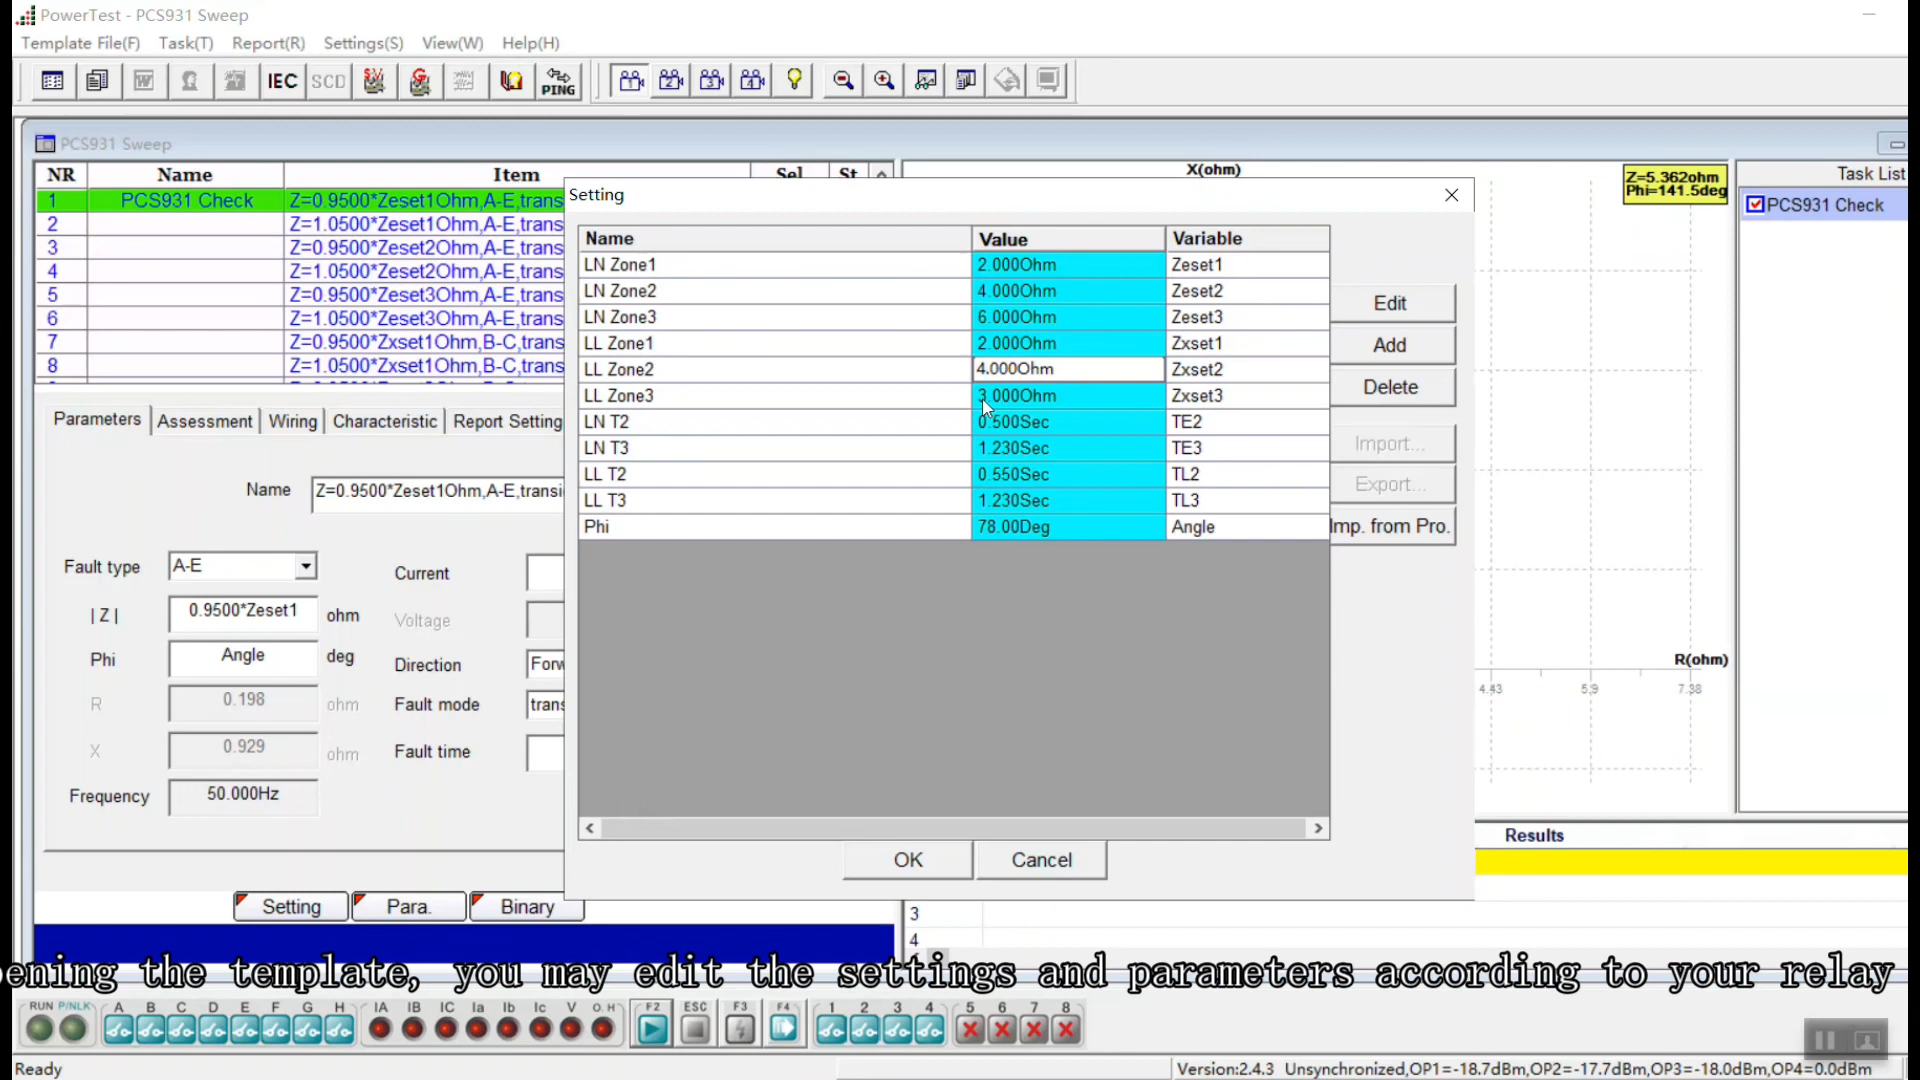 PowerTest - PCS931 Sweep
Template File(F) Task(T) Report(R) Settings(S) View(W) Help(H)
IEC SCD PING 1 2 3 4
PCS931 Sweep
NR Name Item Sel St
1 PCS931 Check Z=0.9500*Zeset1Ohm,A-E,trans
2 Z=1.0500*Zeset1Ohm,A-E,trans
3 Z=0.9500*Zeset2Ohm,A-E,trans
4 Z=1.0500*Zeset2Ohm,A-E,trans
5 Z=0.9500*Zeset3Ohm,A-E,trans
6 Z=1.0500*Zeset3Ohm,A-E,trans
7 Z=0.9500*Zxset1Ohm,B-C,trans
8 Z=1.0500*Zxset1Ohm,B-C,trans
Parameters Assessment Wiring Characteristic Report Setting
Name Z=0.9500*Zeset1Ohm,A-E,transi
Fault type A-E Current
|Z| 0.9500*Zeset1 ohm Voltage
Phi Angle deg Direction Forw
R 0.198 ohm Fault mode trans
X 0.929 ohm Fault time
Frequency 50.000Hz
Setting Para. Binary
Setting
Name Value Variable
LN Zone1 2.000Ohm Zeset1
LN Zone2 4.000Ohm Zeset2
LN Zone3 6.000Ohm Zeset3
LL Zone1 2.000Ohm Zxset1
LL Zone2 4.000Ohm Zxset2
LL Zone3 3.000Ohm Zxset3
LN T2 0.500Sec TE2
LN T3 1.230Sec TE3
LL T2 0.550Sec TL2
LL T3 1.230Sec TL3
Phi 78.00Deg Angle
Edit
Add
Delete
Import...
Export...
Imp. from Pro.
OK Cancel
X(ohm)
Z=5.362ohm
Phi=141.5deg
R(ohm)
4.43 5.9 7.38
Task List
PCS931 Check
Results
3
4
pening the template, you may edit the settings and parameters according to your relay
RUN P/NLK A B C D E F G H IA IB IC Ia Ib Ic V O.H F2 ESC F3 F4 1 2 3 4 5 6 7 8
Ready Version:2.4.3 Unsynchronized,OP1=-18.7dBm,OP2=-17.7dBm,OP3=-18.0dBm,OP4=0.0dBm